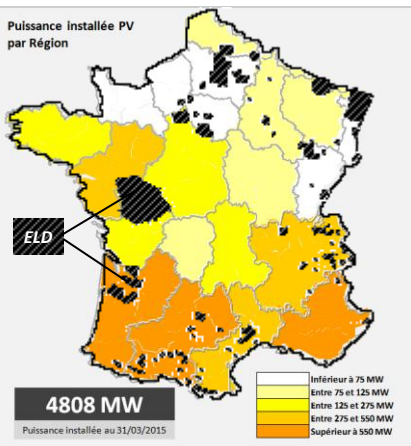 Puissance installée PV
par Région
ELD
4808 MW
Puissance installée au 31/03/2015
Inférieur à 75 MW
Entre 75 et 125 MW
Entre 125 et 275 MW
Entre 275 et 550 MW
Supérieur à 550 MW